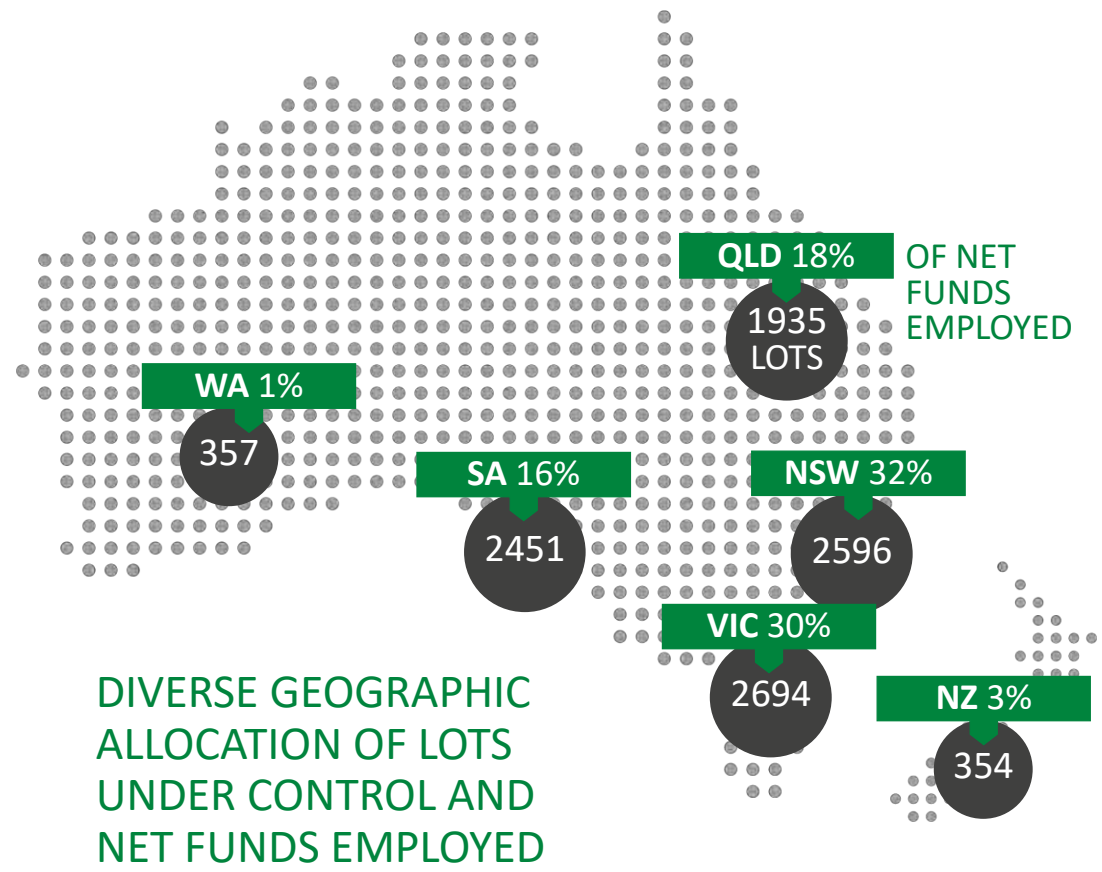 QLD 18%
OF NET
FUNDS
EMPLOYED
1935
LOTS
WA 1%
357
SA 16%
2451
NSW 32%
2596
VIC 30%
2694
NZ 3%
354
DIVERSE GEOGRAPHIC
ALLOCATION OF LOTS
UNDER CONTROL AND
NET FUNDS EMPLOYED